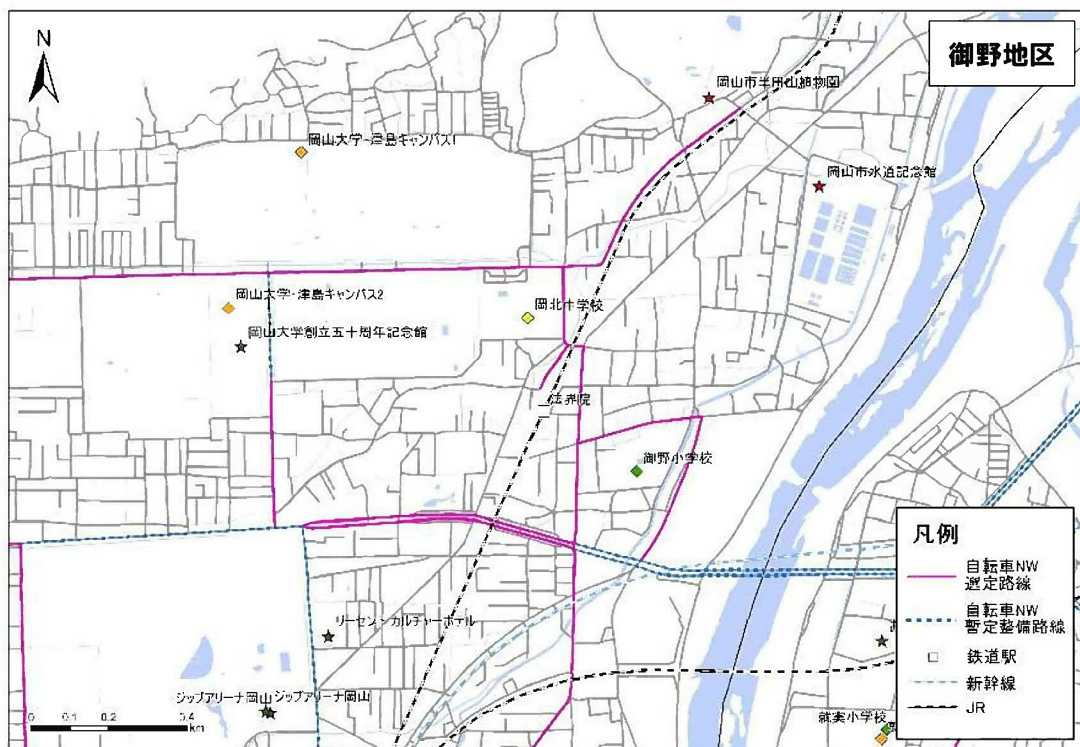 御野地区
N
岡山市半田山植物園
岡山大学-津島キャンパス1
岡山市水道記念館
岡山大学-津島キャンパス2
岡北中学校
岡山大学創立五十周年記念館
法界院
御野小学校
凡例
自転車NW
選定路線
自転車NW
暫定整備路線
鉄道駅
新幹線
JR
リーセントカルチャーホテル
ジップアリーナ岡山
ジップアリーナ岡山
就実小学校
0 0.1 0.2 0.4
km